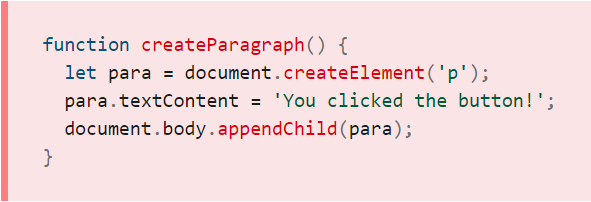 function createParagraph() {
  let para = document.createElement('p');
  para.textContent = 'You clicked the button!';
  document.body.appendChild(para);
}